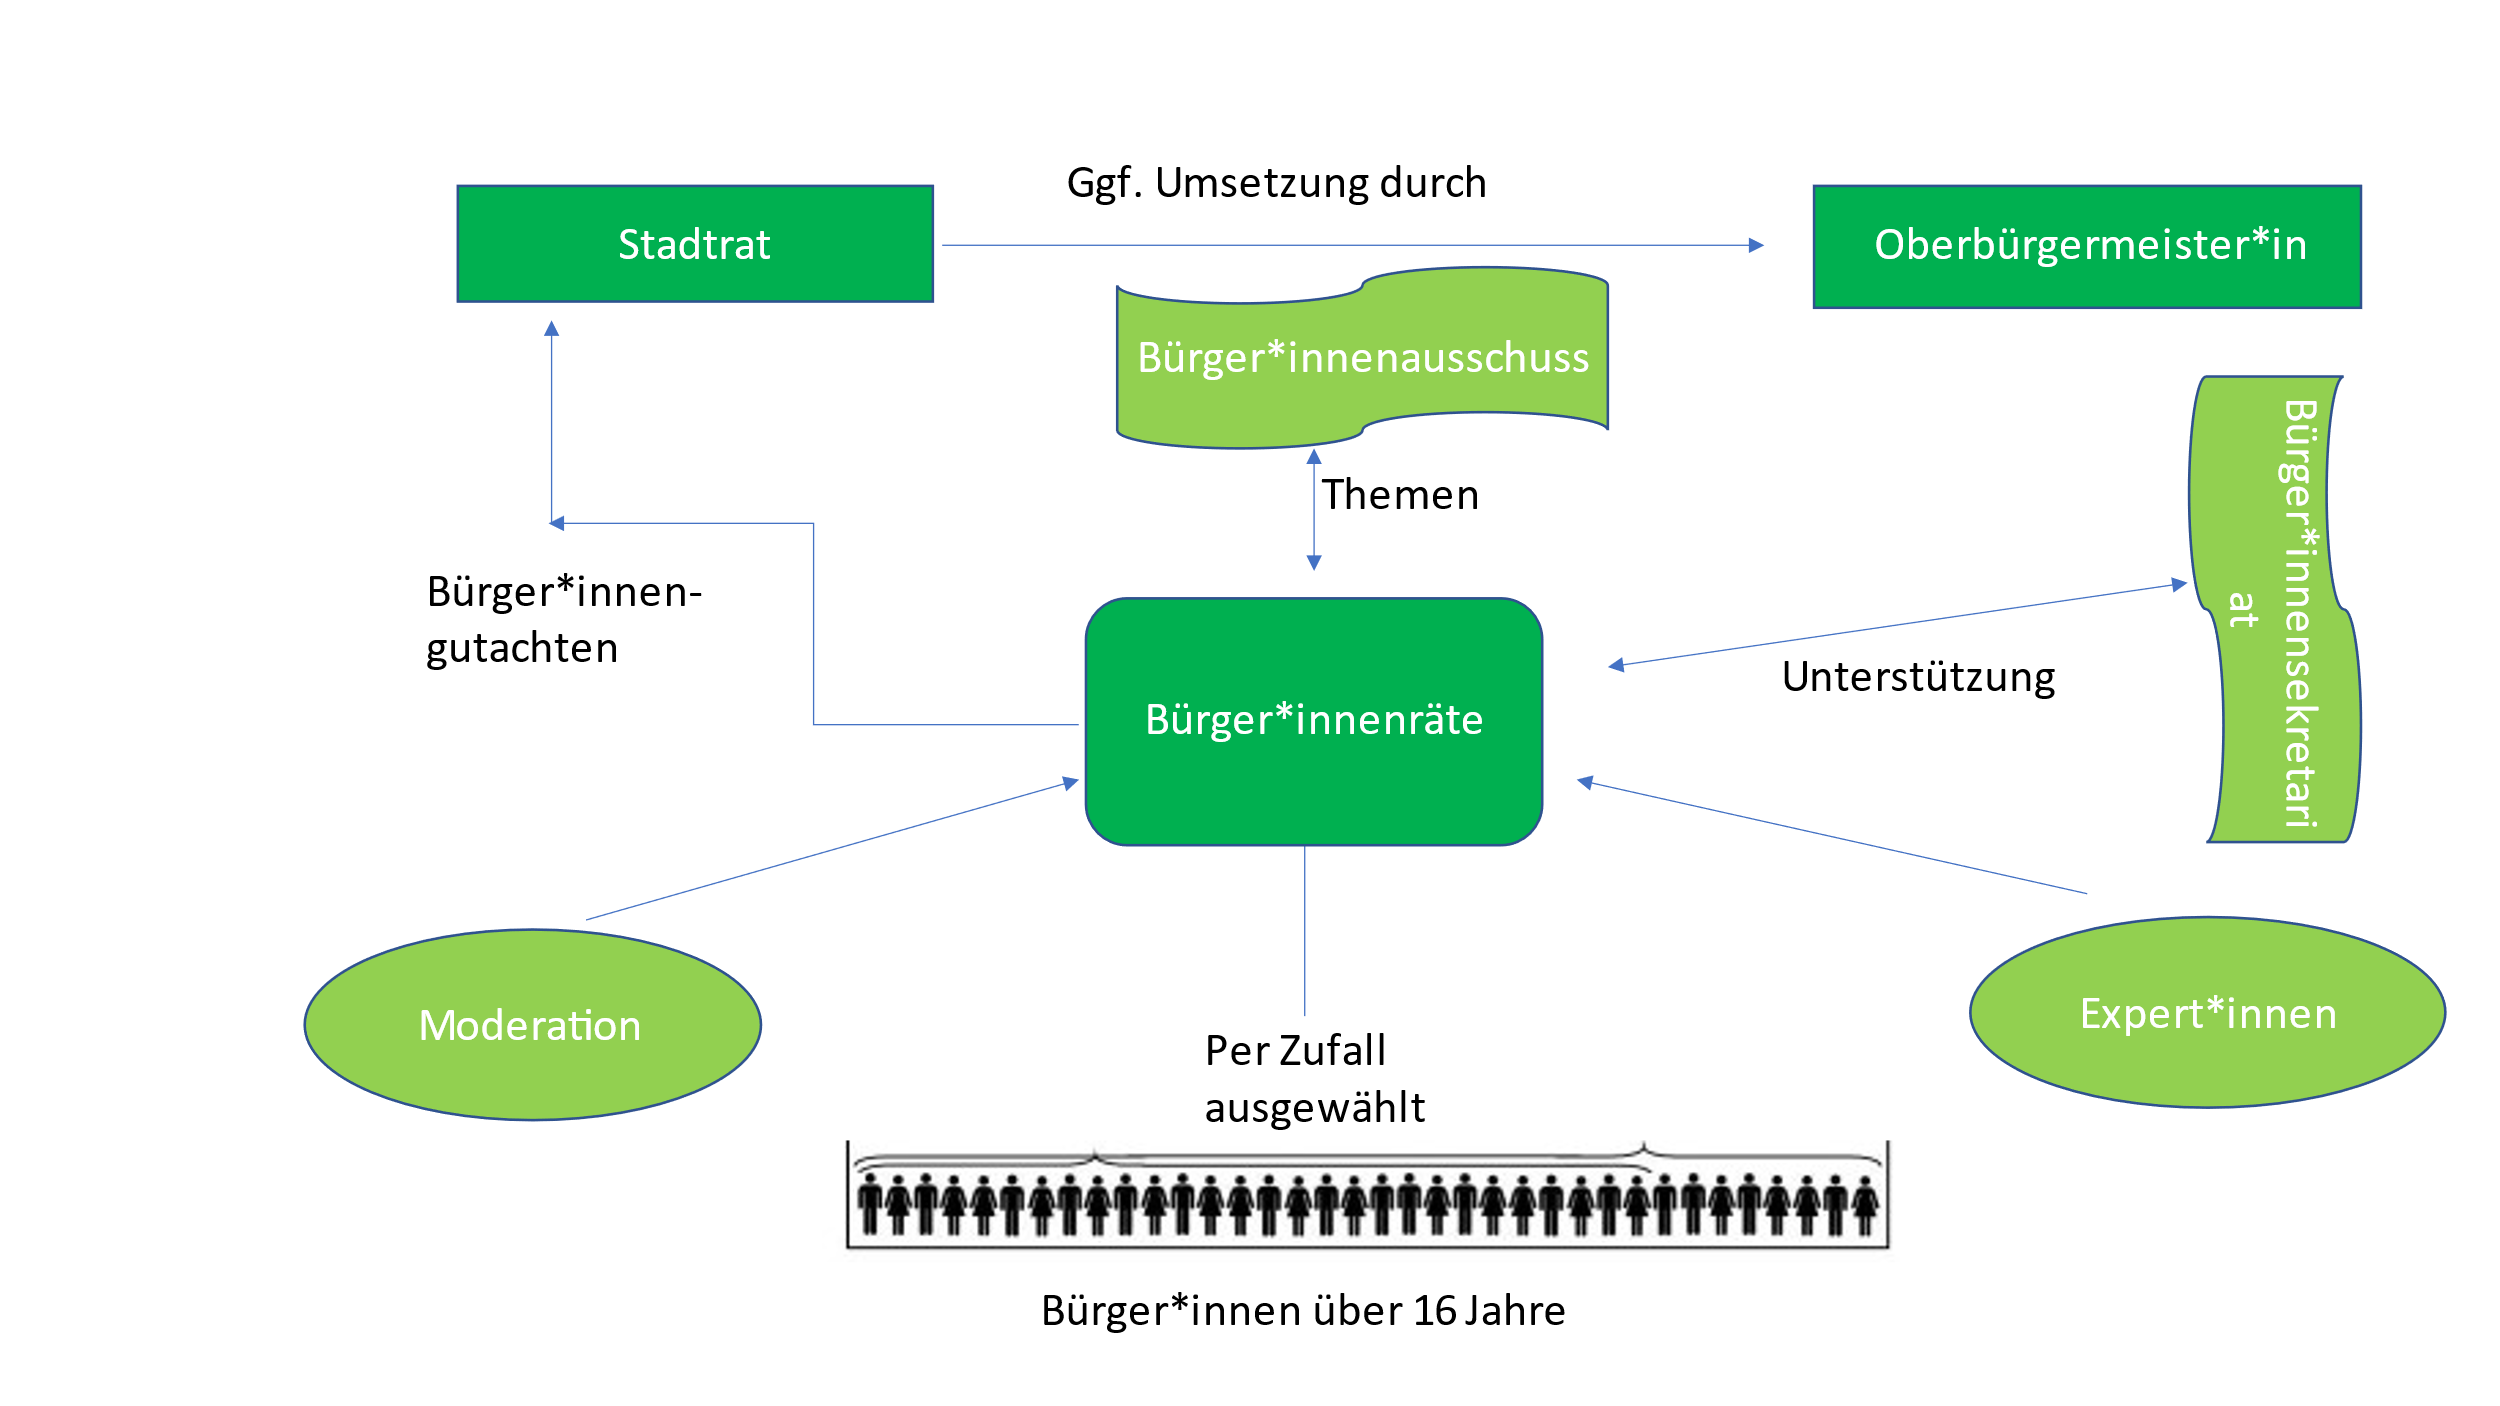 Ggf. Umsetzung durch
Stadtrat
Oberbürgermeister*in
Bürger*innenausschuss
Themen
Bürger*innensekretari
at
Bürger*innen-
gutachten
Unterstützung
Bürger*innenräte
Moderation
Expert*innen
Per Zufall
ausgewählt
Bürger*innen über 16 Jahre